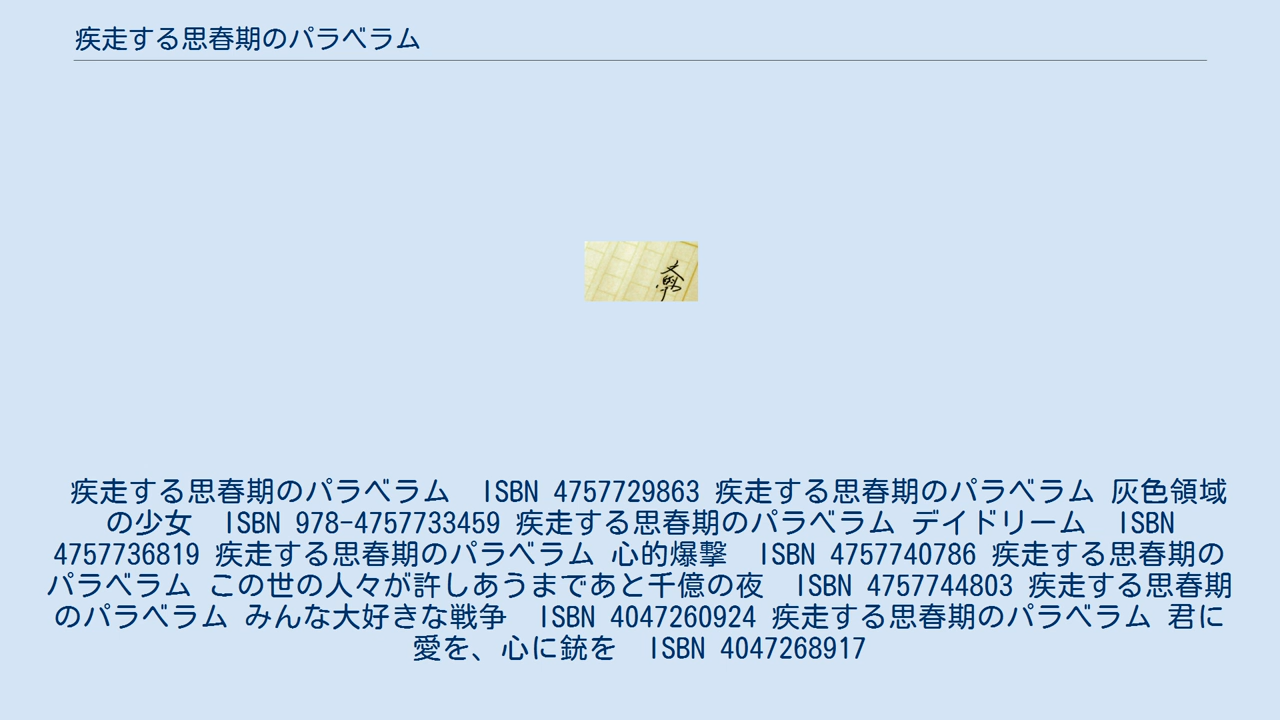 疾走する思春期のパラベラム
疾走する思春期のパラベラム　ISBN 4757729863 疾走する思春期のパラベラム 灰色領域
の少女　ISBN 978-4757733459 疾走する思春期のパラベラム デイドリーム　ISBN
4757736819 疾走する思春期のパラベラム 心的爆撃　ISBN 4757740786 疾走する思春期の
パラベラム この世の人々が許しあうまであと千億の夜　ISBN 4757744803 疾走する思春期
のパラベラム みんな大好きな戦争　ISBN 4047260924 疾走する思春期のパラベラム 君に
愛を、心に銃を　ISBN 4047268917